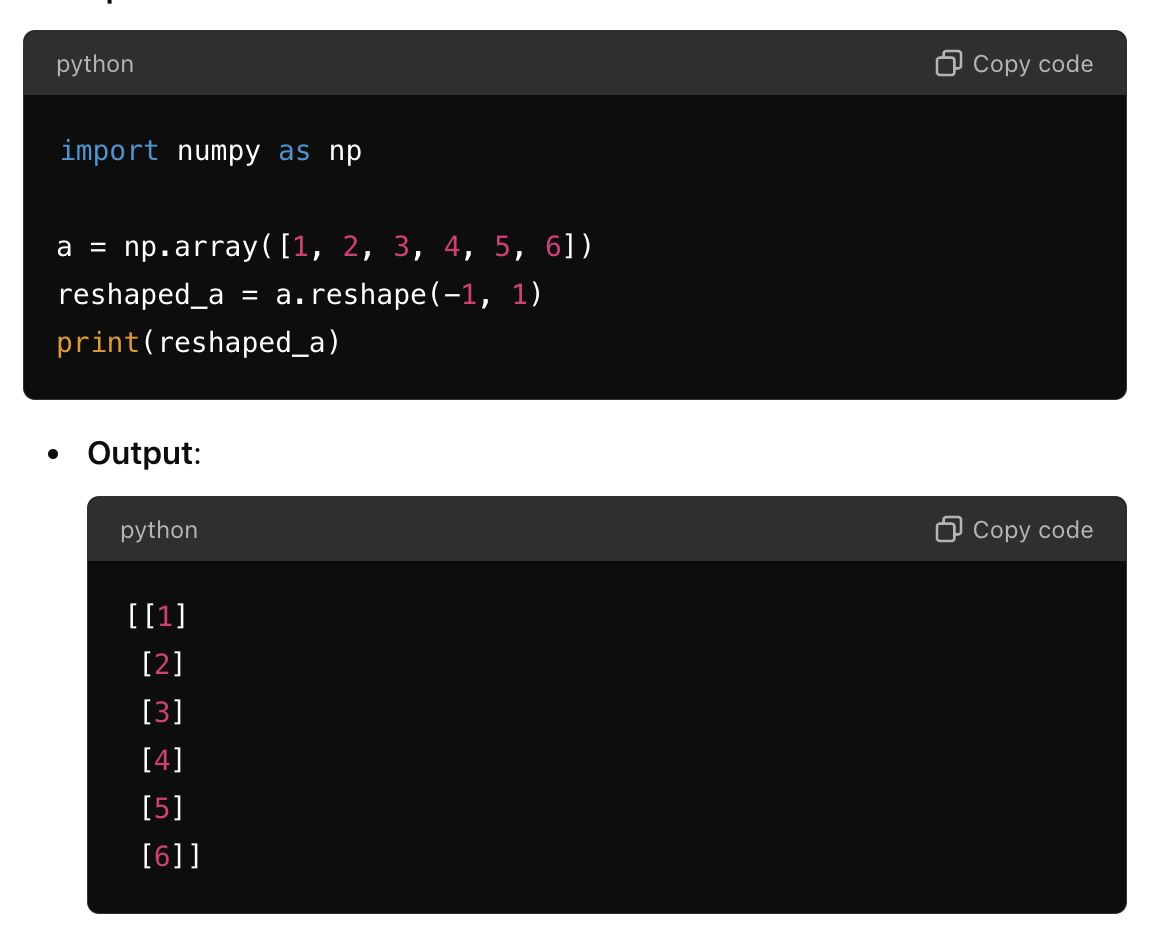 python
Copy code
import numpy as np
a = np.array([1, 2, 3, 4, 5, 6])
reshaped_a = a.reshape(-1, 1)
print(reshaped_a)
• Output:
python
Copy code
[[1]
 [2]
 [3]
 [4]
 [5]
 [6]]